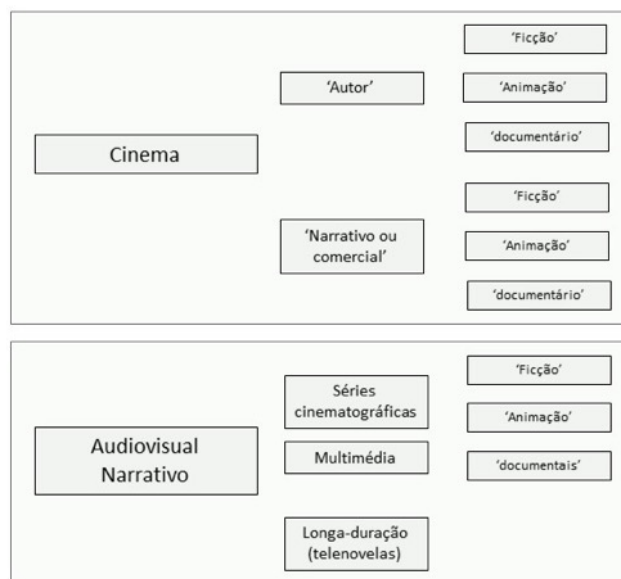 Cinema
‘Autor’
‘Ficção’
‘Animação’
‘documentário’
‘Narrativo ou
comercial’
‘Ficção’
‘Animação’
‘documentário’
Audiovisual
Narrativo
Séries
cinematográficas
Multimédia
Longa-duração
(telenovelas)
‘Ficção’
‘Animação’
‘documentais’